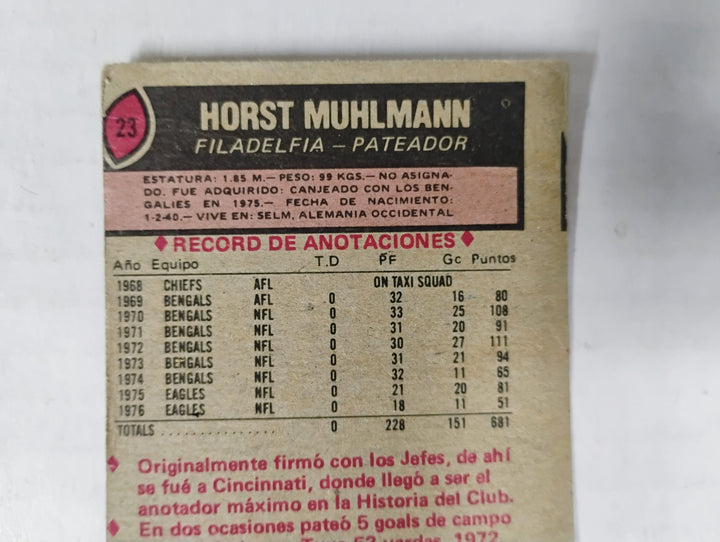 23
HORST MUHLMANN
FILADELFIA – PATEADOR
ESTATURA: 1.85 M.— PESO: 99 KGS.— NO ASIGNA-
DO. FUE ADQUIRIDO: CANJEADO CON LOS BEN-
GALIES EN 1975.— FECHA DE NACIMIENTO:
1-2-40.— VIVE EN: SELM, ALEMANIA OCCIDENTAL
♦ RECORD DE ANOTACIONES ♦
Año Equipo T.D PF Gc Puntos
1968 CHIEFS AFL ON TAXI SQUAD
1969 BENGALS AFL 0 32 16 80
1970 BENGALS NFL 0 33 25 108
1971 BENGALS NFL 0 31 20 91
1972 BENGALS NFL 0 30 27 111
1973 BENGALS NFL 0 31 21 94
1974 BENGALS NFL 0 32 11 65
1975 EAGLES NFL 0 21 20 81
1976 EAGLES NFL 0 18 11 51
TOTALS .............. 0 228 151 681
♦ Originalmente firmó con los Jefes, de ahí
se fué a Cincinnati, donde llegó a ser el
anotador máximo en la Historia del Club.
♦ En dos ocasiones pateó 5 goals de campo
52 yardas, 1972